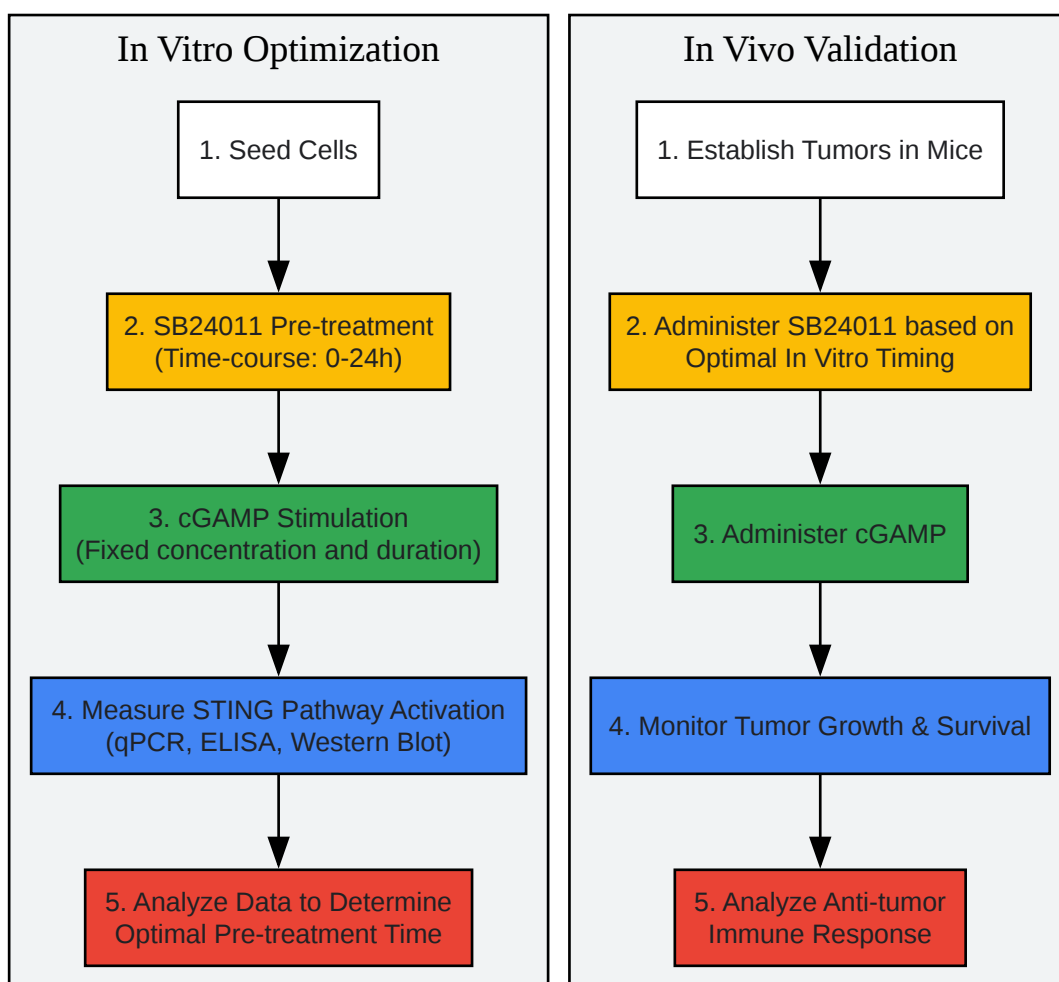 In Vitro Optimization
1. Seed Cells
2. SB24011 Pre-treatment
(Time-course: 0-24h)
3. cGAMP Stimulation
(Fixed concentration and duration)
4. Measure STING Pathway Activation
(qPCR, ELISA, Western Blot)
5. Analyze Data to Determine
Optimal Pre-treatment Time
In Vivo Validation
1. Establish Tumors in Mice
2. Administer SB24011 based on
Optimal In Vitro Timing
3. Administer cGAMP
4. Monitor Tumor Growth & Survival
5. Analyze Anti-tumor
Immune Response